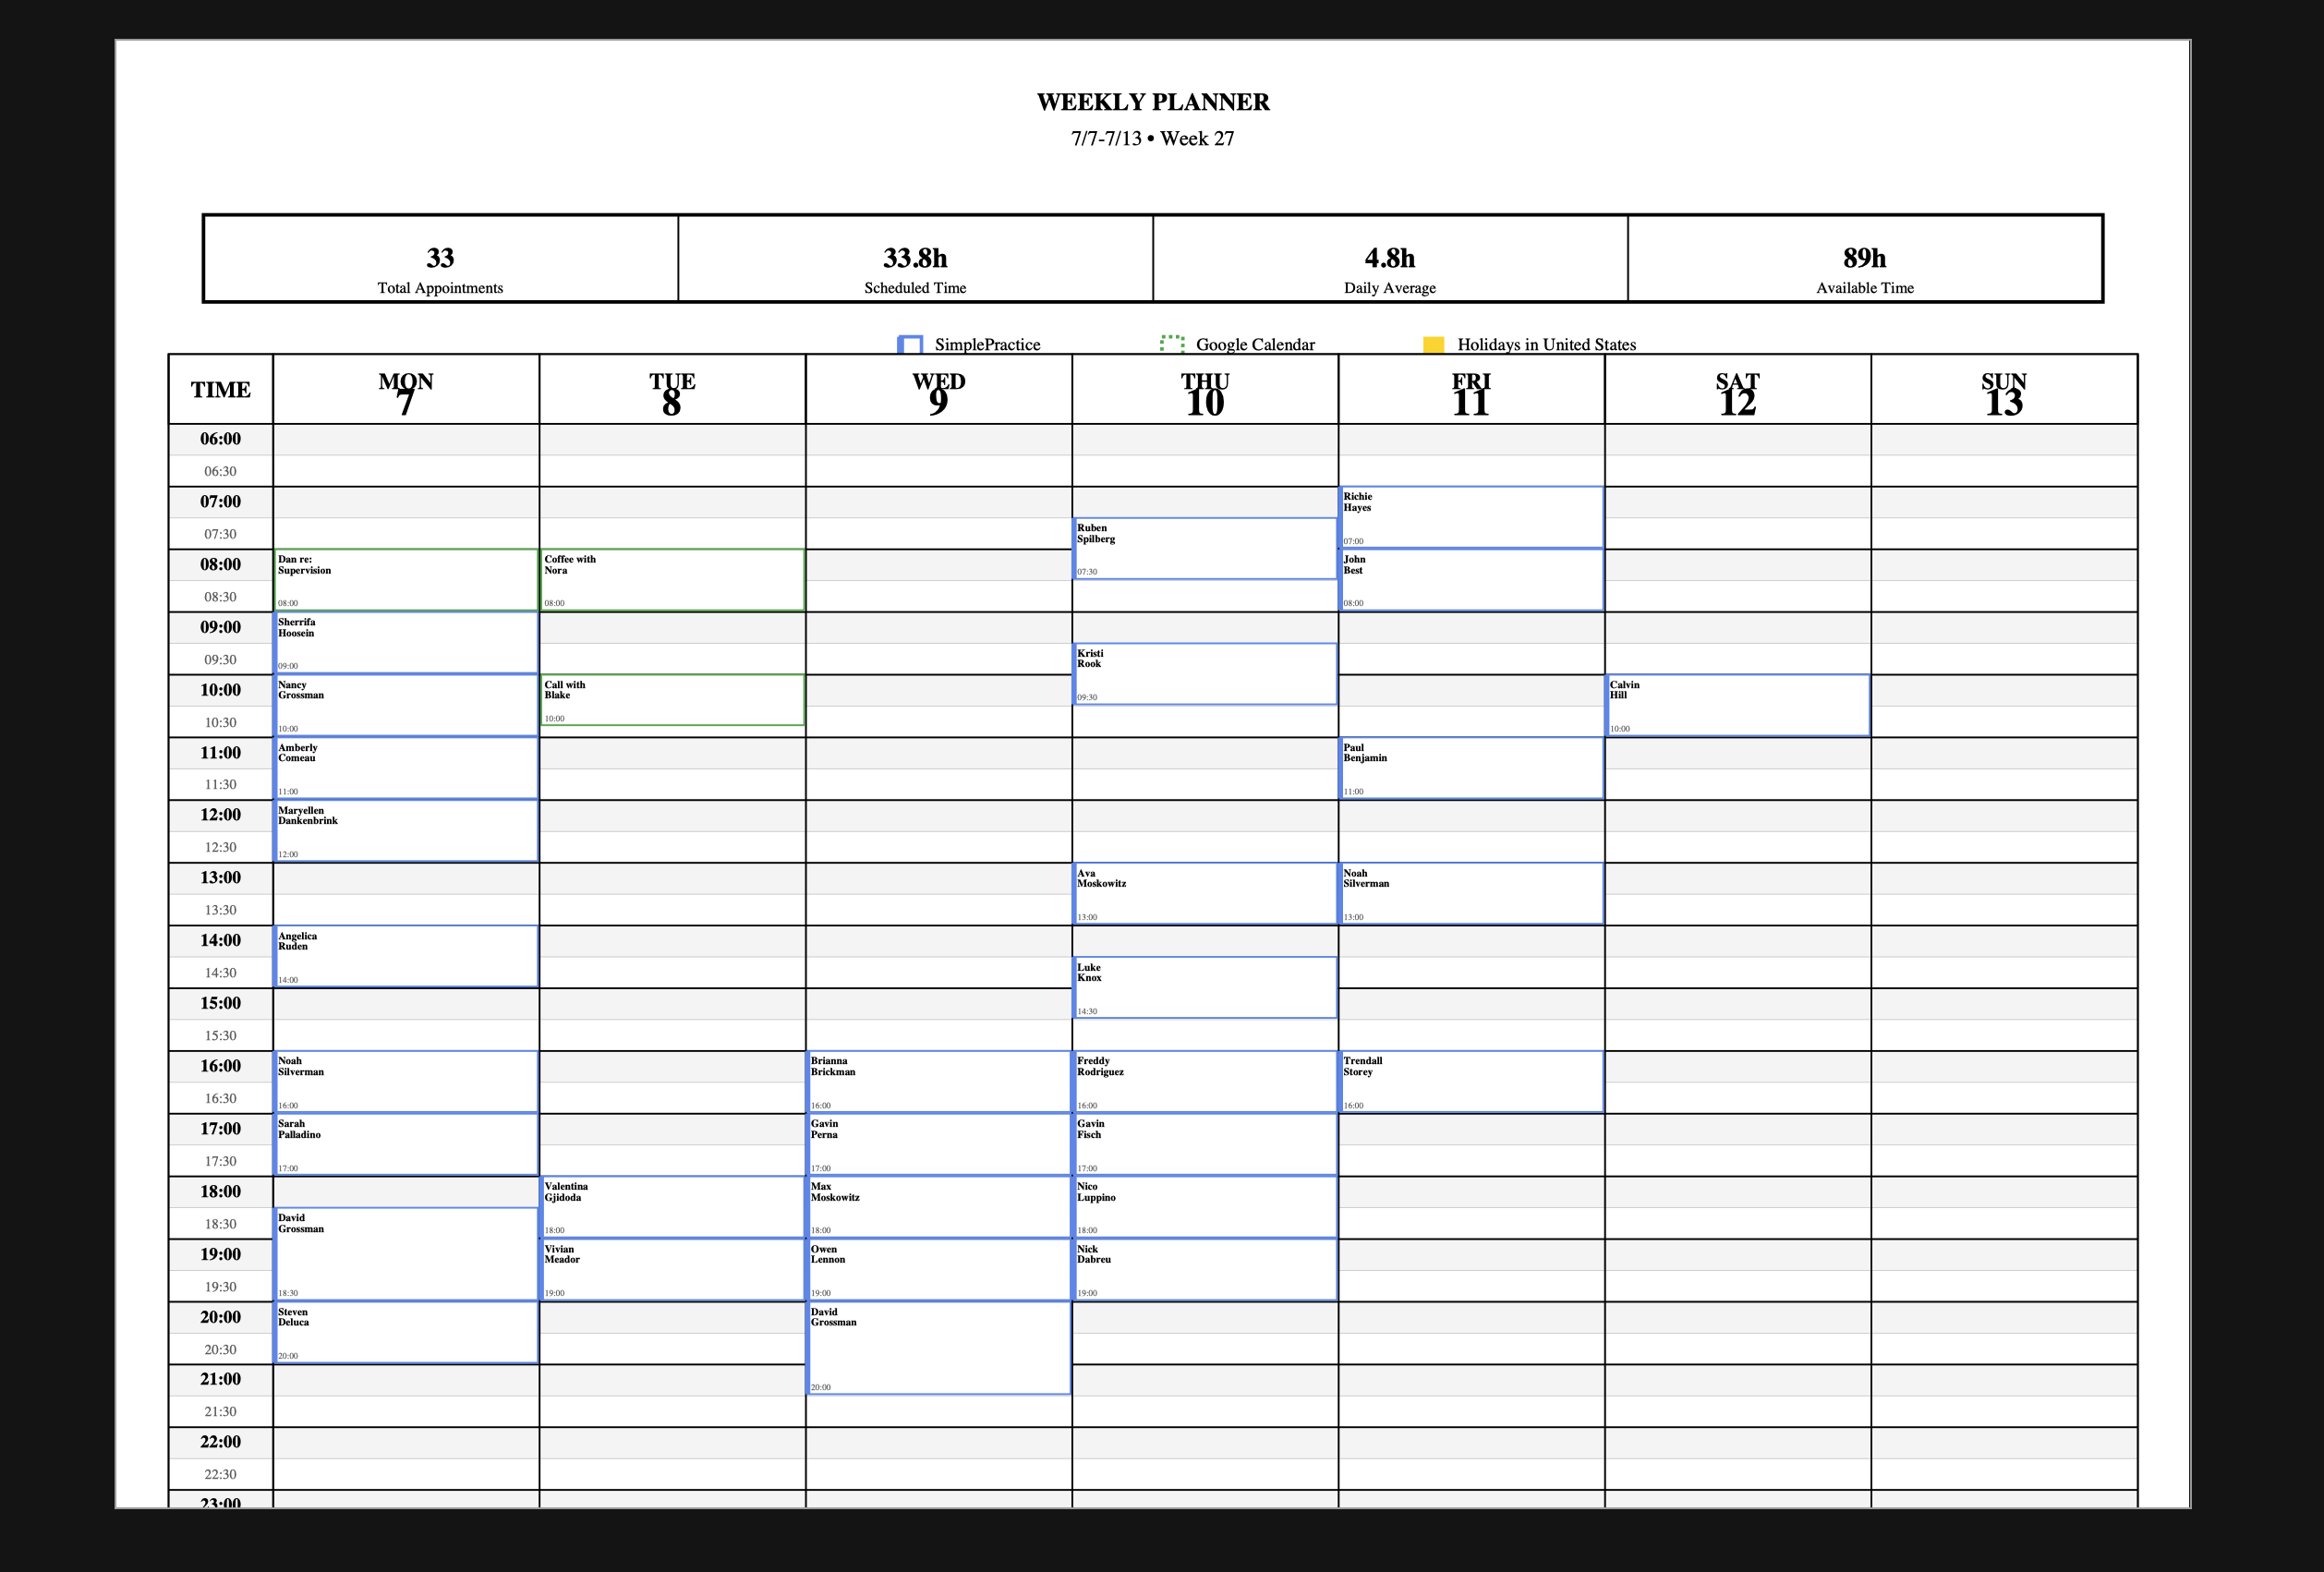 WEEKLY PLANNER
7/7-7/13 • Week 27
33
Total Appointments
33.8h
Scheduled Time
4.8h
Daily Average
89h
Available Time
SimplePractice
Google Calendar
Holidays in United States
TIME
MON
7
TUE
8
WED
9
THU
10
FRI
11
SAT
12
SUN
13
06:00
06:30
07:00
07:30
08:00
08:30
09:00
09:30
10:00
10:30
11:00
11:30
12:00
12:30
13:00
13:30
14:00
14:30
15:00
15:30
16:00
16:30
17:00
17:30
18:00
18:30
19:00
19:30
20:00
20:30
21:00
21:30
22:00
22:30
23:00
Dan re:
Supervision
08:00
Sherrifa
Hoosein
09:00
Nancy
Grossman
10:00
Amberly
Comeau
11:00
Maryellen
Dankenbrink
12:00
Angelica
Ruden
14:00
Noah
Silverman
16:00
Sarah
Palladino
17:00
David
Grossman
18:30
Steven
Deluca
20:00
Coffee with
Nora
08:00
Call with
Blake
10:00
Valentina
Gjidoda
18:00
Vivian
Meador
19:00
Brianna
Brickman
16:00
Gavin
Perna
17:00
Max
Moskowitz
18:00
Owen
Lennon
19:00
David
Grossman
20:00
Ruben
Spilberg
07:30
Kristi
Rook
09:30
Ava
Moskowitz
13:00
Luke
Knox
14:30
Freddy
Rodriguez
16:00
Gavin
Fisch
17:00
Nico
Luppino
18:00
Nick
Dabreu
19:00
Richie
Hayes
07:00
John
Best
08:00
Paul
Benjamin
11:00
Noah
Silverman
13:00
Trendall
Storey
16:00
Calvin
Hill
10:00